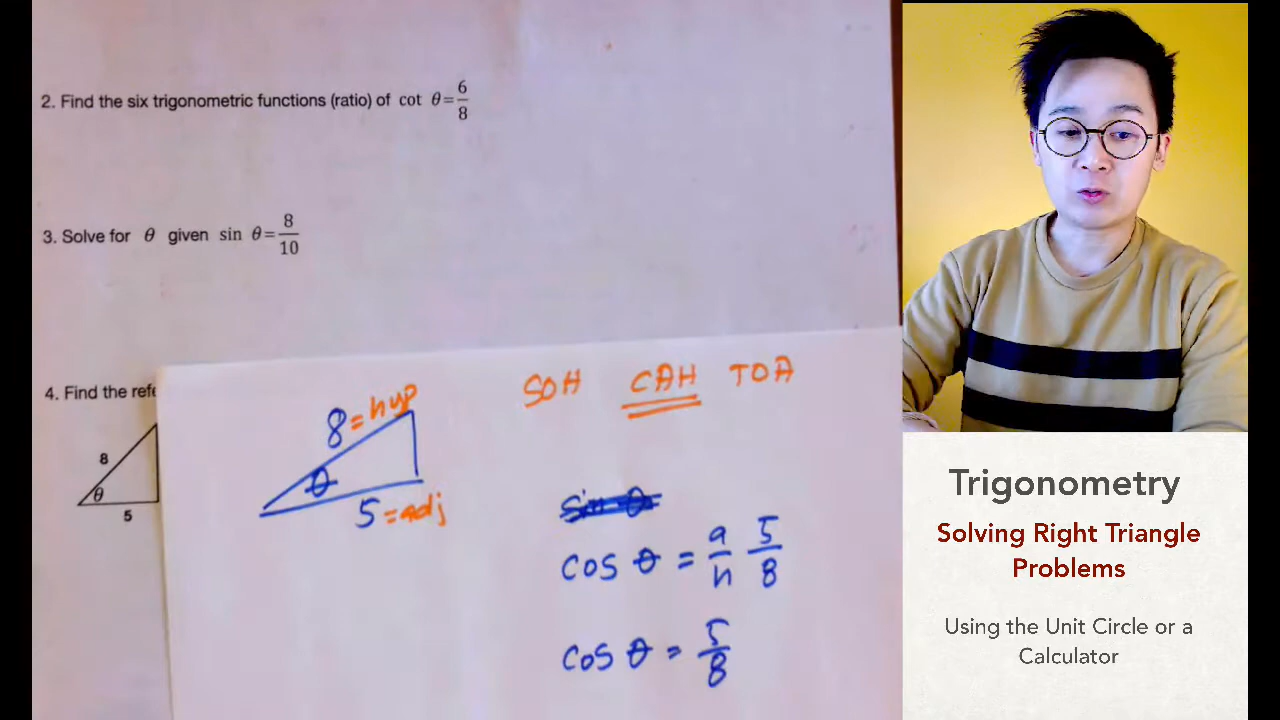 2. Find the six trigonometric functions (ratio) of cot θ=6/8
3. Solve for θ given sin θ=8/10
4. Find the refe
8
θ
5
SOH CAH TOA
8=hyp
θ
5=adj
sin θ
cos θ = a/h 5/8
cos θ = 5/8
Trigonometry
Solving Right Triangle
Problems
Using the Unit Circle or a
Calculator